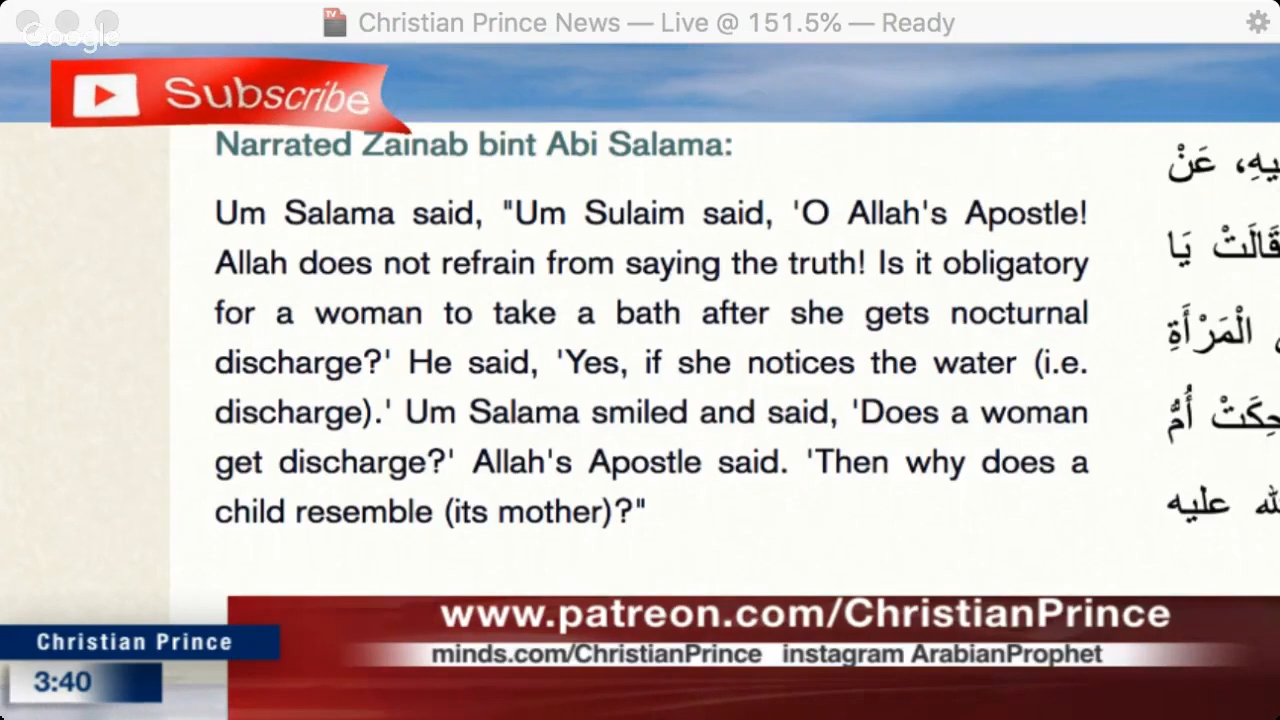 Christian Prince News — Live @ 151.5% — Ready
Google
Subscribe
Narrated Zainab bint Abi Salama:
Um Salama said, "Um Sulaim said, 'O Allah's Apostle!
Allah does not refrain from saying the truth! Is it obligatory
for a woman to take a bath after she gets nocturnal
discharge?' He said, 'Yes, if she notices the water (i.e.
discharge).' Um Salama smiled and said, 'Does a woman
get discharge?' Allah's Apostle said. 'Then why does a
child resemble (its mother)?"
عَنْ
قَالَتْ يَا
الْمَرْأَةِ
أُمُّ
عليه
www.patreon.com/ChristianPrince
Christian Prince
minds.com/ChristianPrince instagram ArabianProphet
3:40